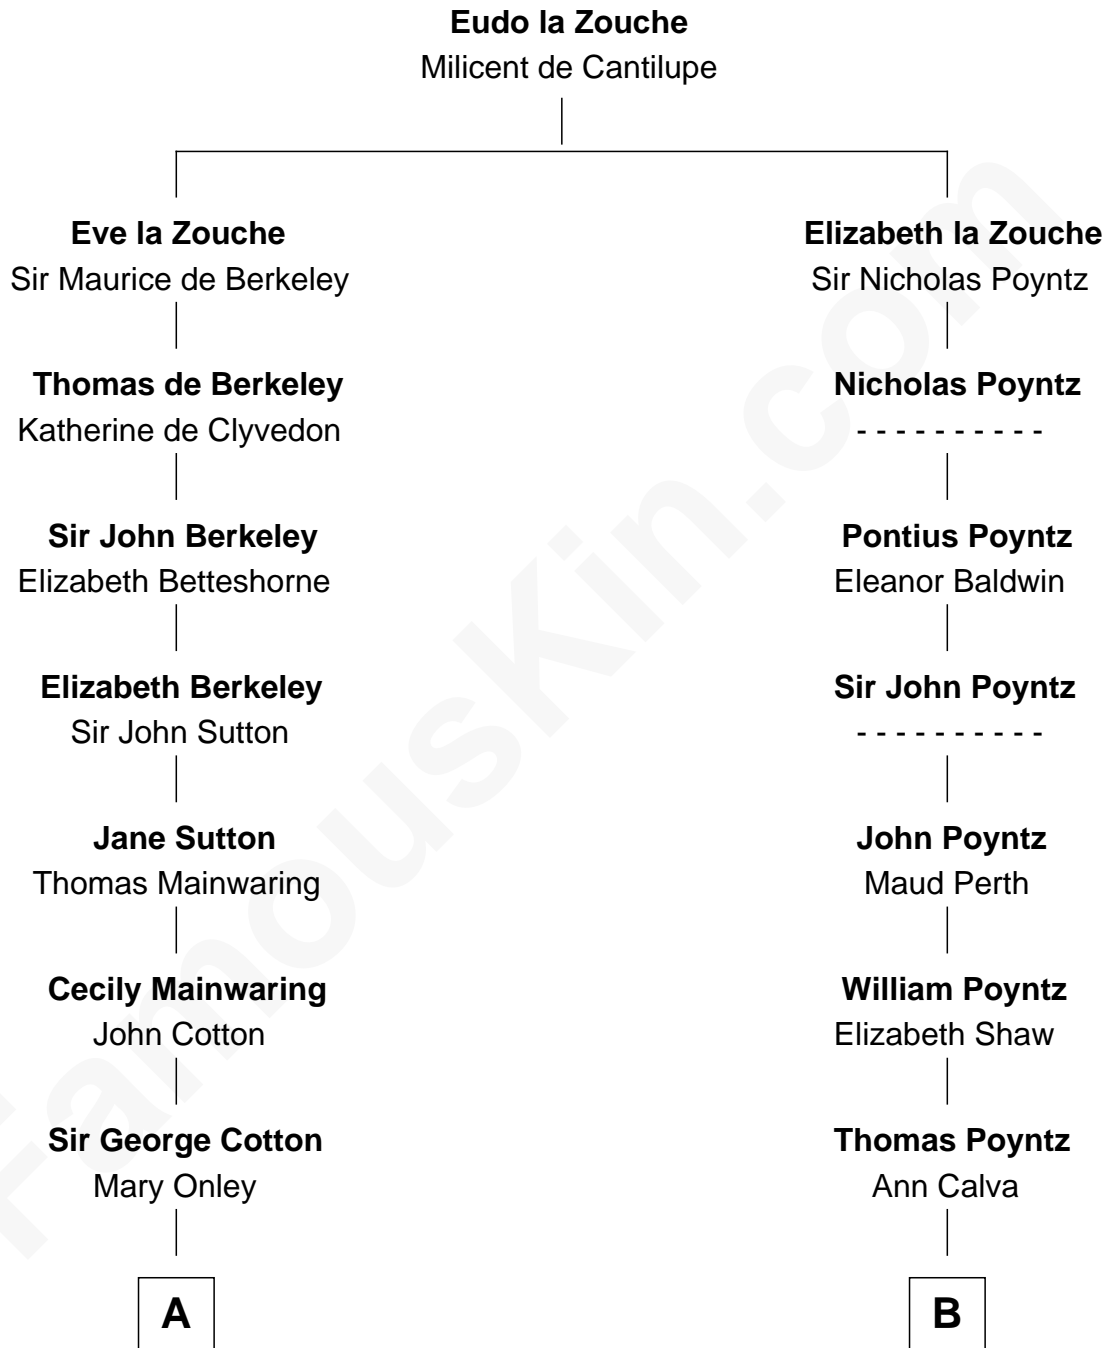 Eudo la Zouche
Milicent de Cantilupe
Eve la Zouche
Sir Maurice de Berkeley
Elizabeth la Zouche
Sir Nicholas Poyntz
Thomas de Berkeley
Katherine de Clyvedon
Nicholas Poyntz
- - - - - - - - - -
Sir John Berkeley
Elizabeth Betteshorne
Pontius Poyntz
Eleanor Baldwin
Elizabeth Berkeley
Sir John Sutton
Sir John Poyntz
- - - - - - - - - -
Jane Sutton
Thomas Mainwaring
John Poyntz
Maud Perth
Cecily Mainwaring
John Cotton
William Poyntz
Elizabeth Shaw
Sir George Cotton
Mary Onley
Thomas Poyntz
Ann Calva
A
B
FamousKin.com